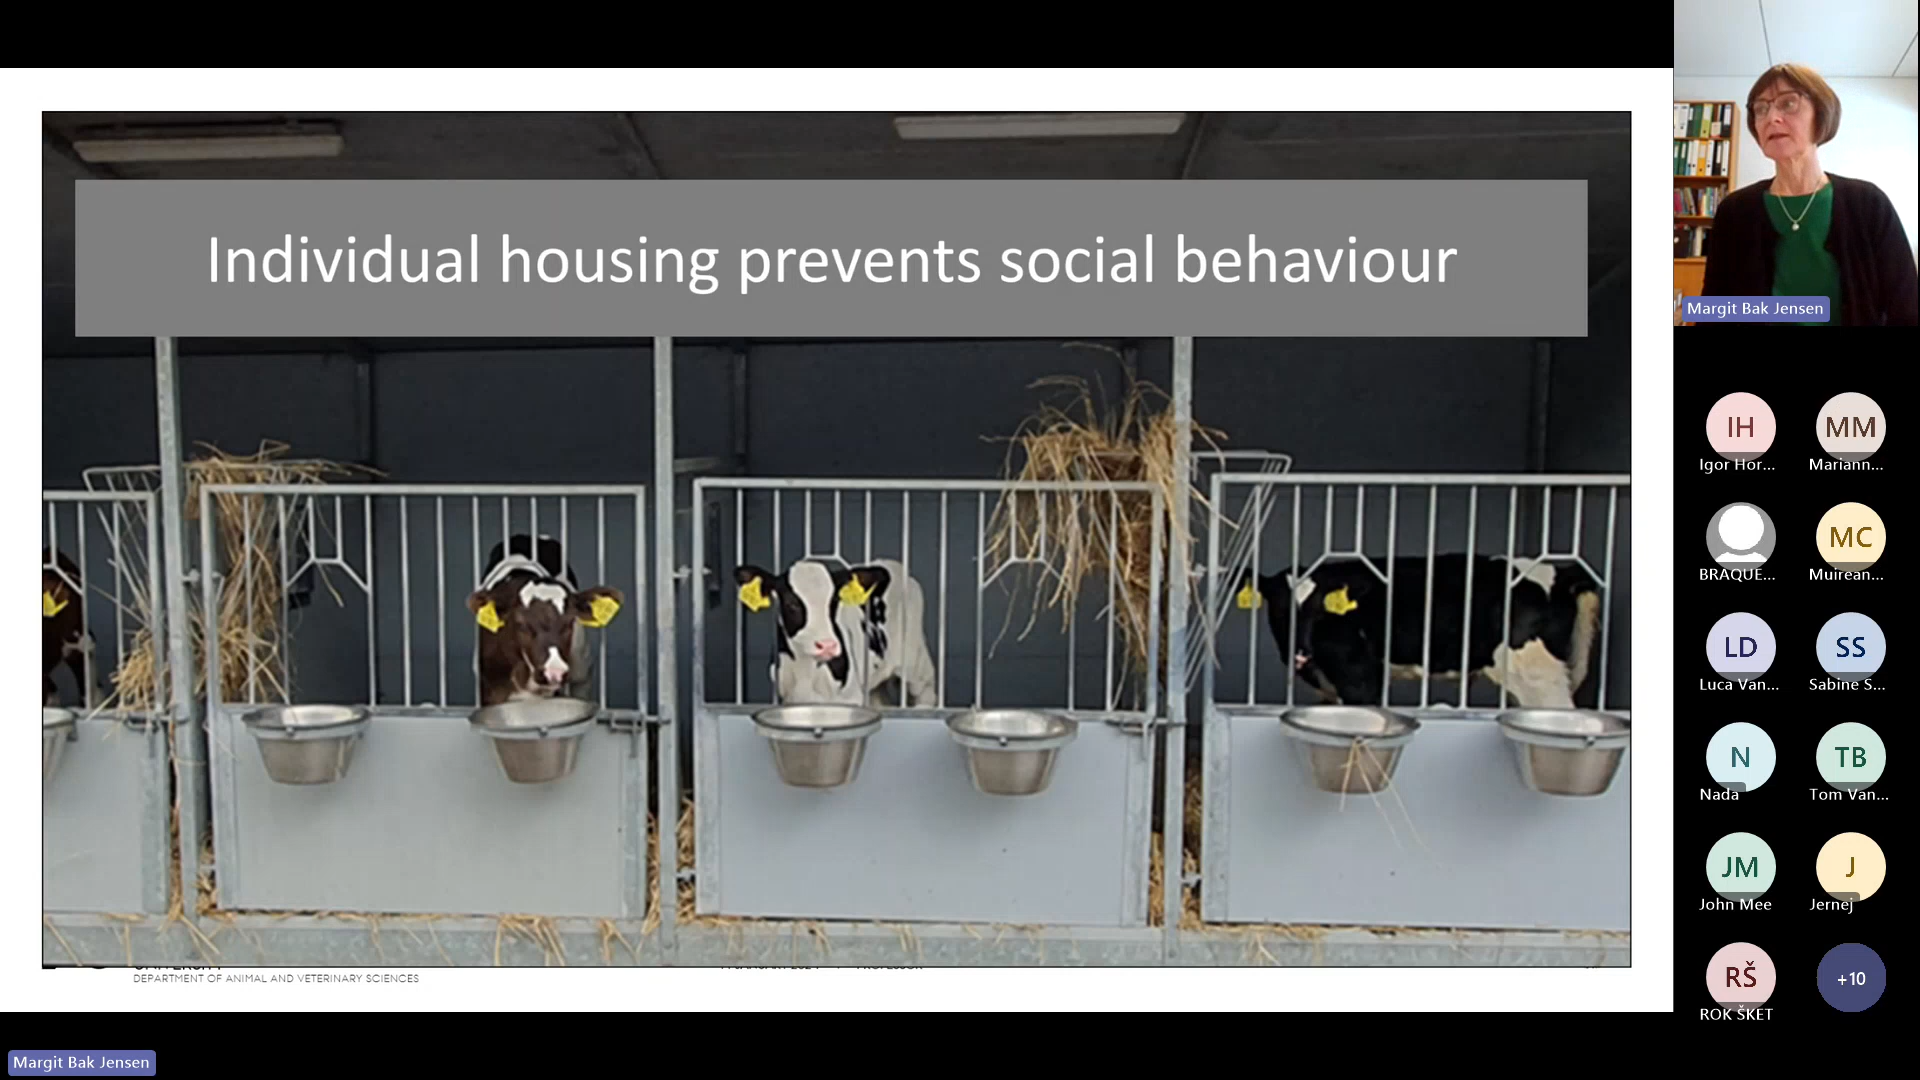 Individual housing prevents social behaviour
DEPARTMENT OF ANIMAL AND VETERINARY SCIENCES
Margit Bak Jensen
IH
Igor Hor...
MM
Mariann...
BRAQUE...
MC
Muirean...
LD
Luca Van...
SS
Sabine S...
N
Nada
TB
Tom Van...
JM
John Mee
J
Jernej
RŠ
ROK ŠKET
+10
Margit Bak Jensen